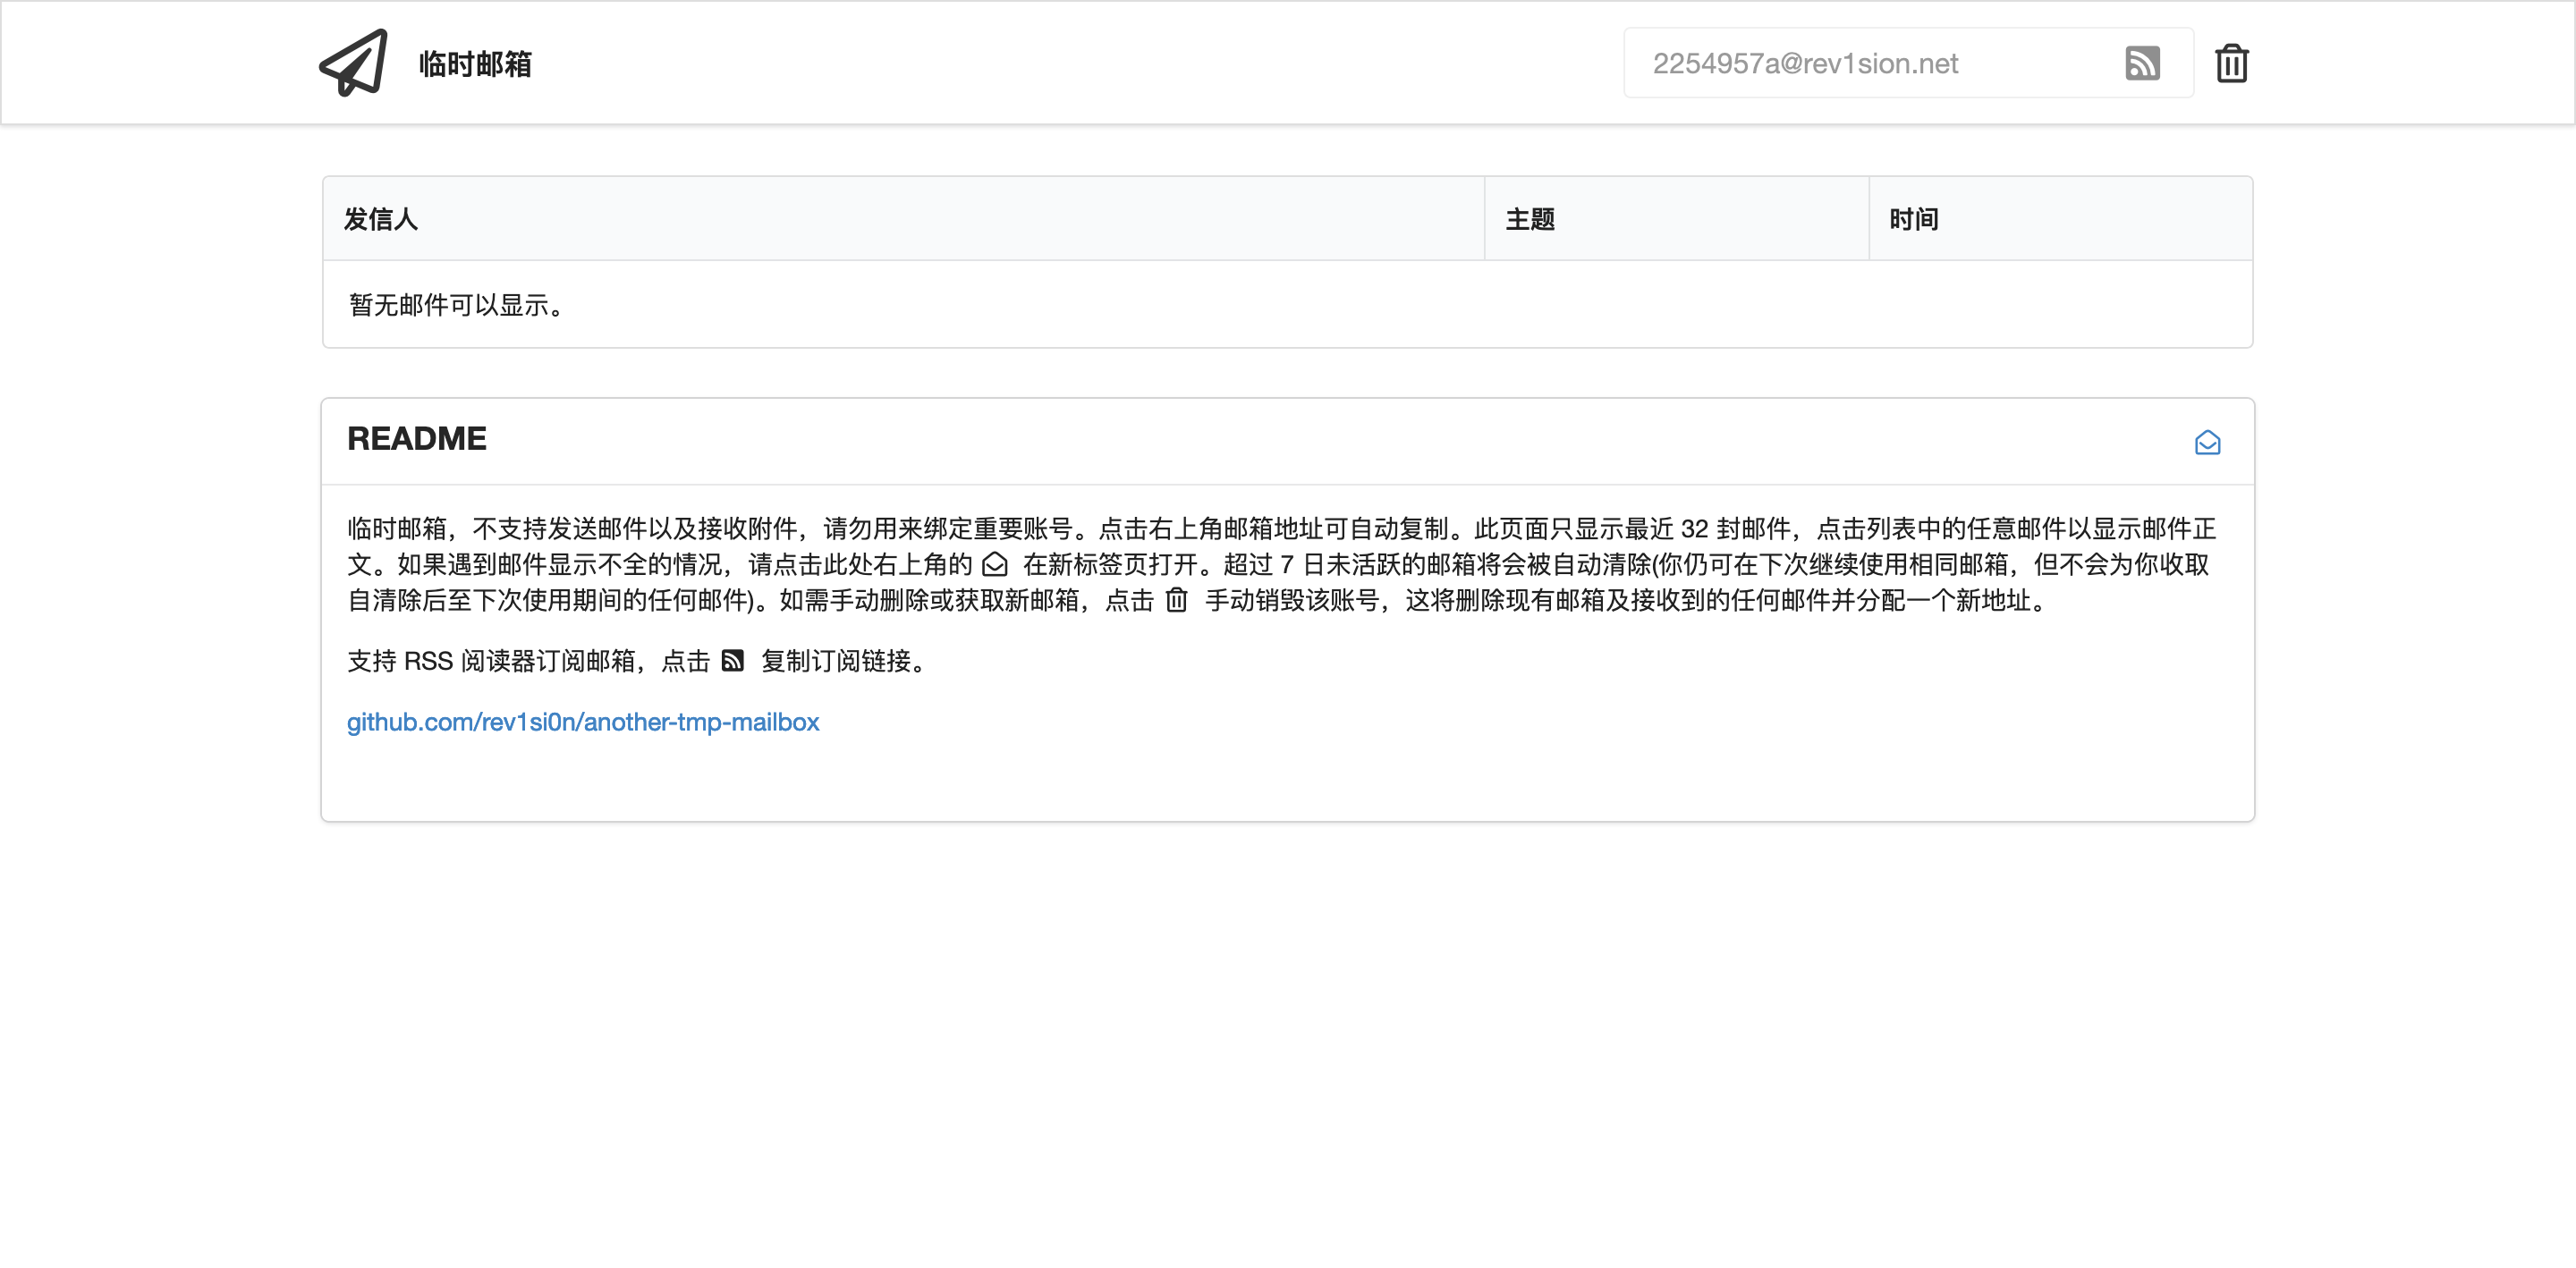 临时邮箱
2254957a@rev1sion.net
发信人 主题 时间
暂无邮件可以显示。
README
临时邮箱，不支持发送邮件以及接收附件，请勿用来绑定重要账号。点击右上角邮箱地址可自动复制。此页面只显示最近 32 封邮件，点击列表中的任意邮件以显示邮件正
文。如果遇到邮件显示不全的情况，请点击此处右上角的 在新标签页打开。超过 7 日未活跃的邮箱将会被自动清除(你仍可在下次继续使用相同邮箱，但不会为你收取
自清除后至下次使用期间的任何邮件)。如需手动删除或获取新邮箱，点击 手动销毁该账号，这将删除现有邮箱及接收到的任何邮件并分配一个新地址。
支持 RSS 阅读器订阅邮箱，点击 复制订阅链接。
github.com/rev1si0n/another-tmp-mailbox